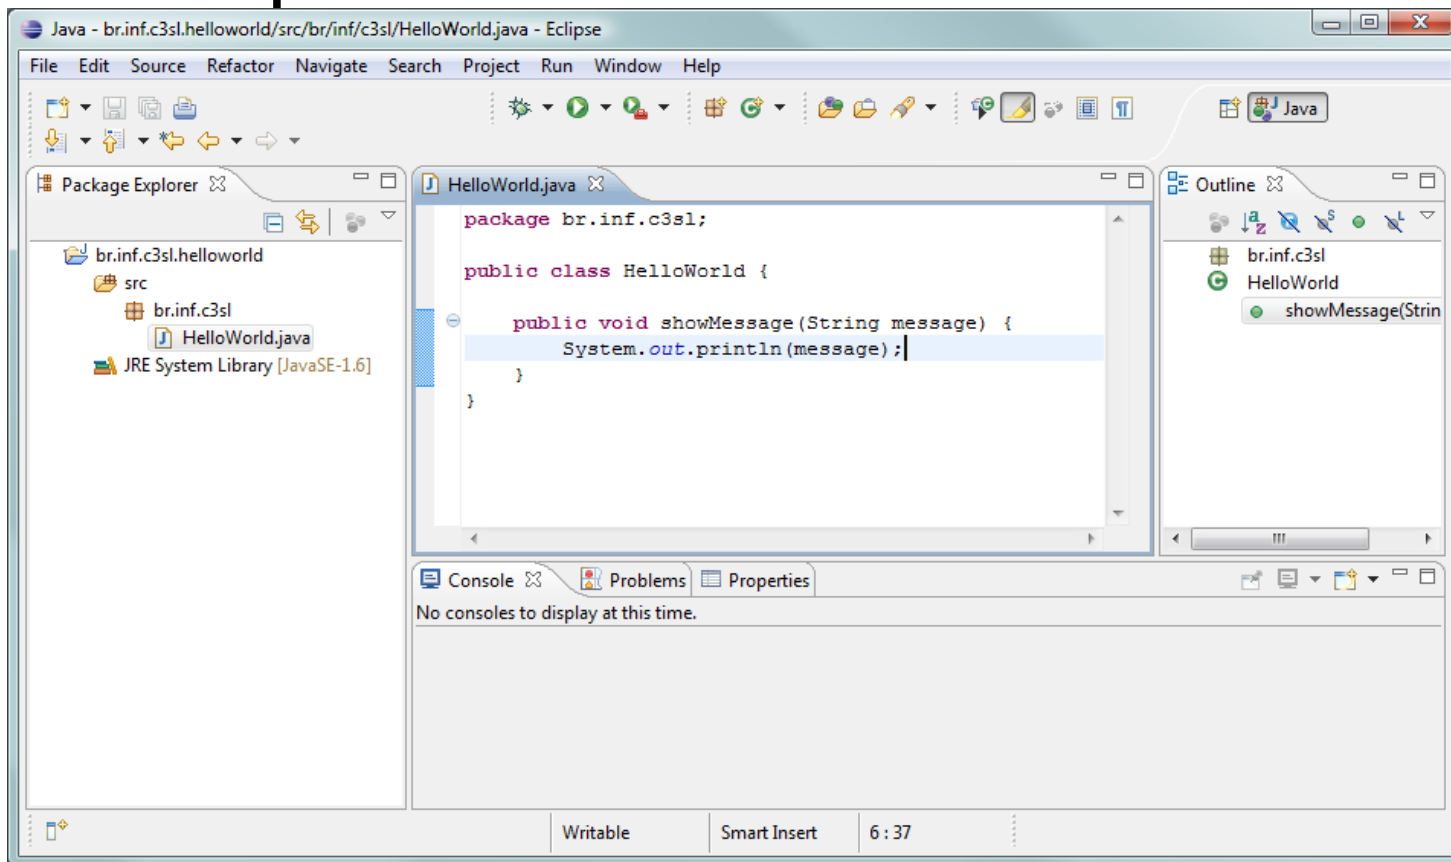 Java - br.inf.c3sl.helloworld/src/br/inf/c3sl/HelloWorld.java - Eclipse
File Edit Source Refactor Navigate Search Project Run Window Help
Java
Package Explorer
br.inf.c3sl.helloworld
src
br.inf.c3sl
HelloWorld.java
JRE System Library [JavaSE-1.6]
HelloWorld.java
package br.inf.c3sl;
public class HelloWorld {
public void showMessage(String message) {
System.out.println(message);
}
}
Outline
br.inf.c3sl
HelloWorld
showMessage(Strin
Console Problems Properties
No consoles to display at this time.
Writable Smart Insert 6 : 37